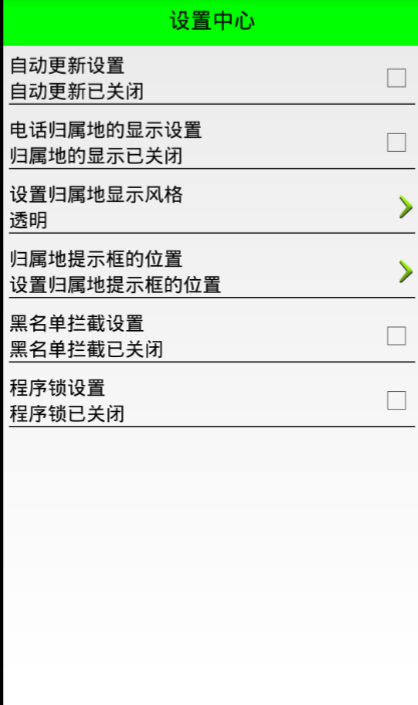 设置中心
自动更新设置
自动更新已关闭
电话归属地的显示设置
归属地的显示已关闭
设置归属地显示风格
透明
归属地提示框的位置
设置归属地提示框的位置
黑名单拦截设置
黑名单拦截已关闭
程序锁设置
程序锁已关闭